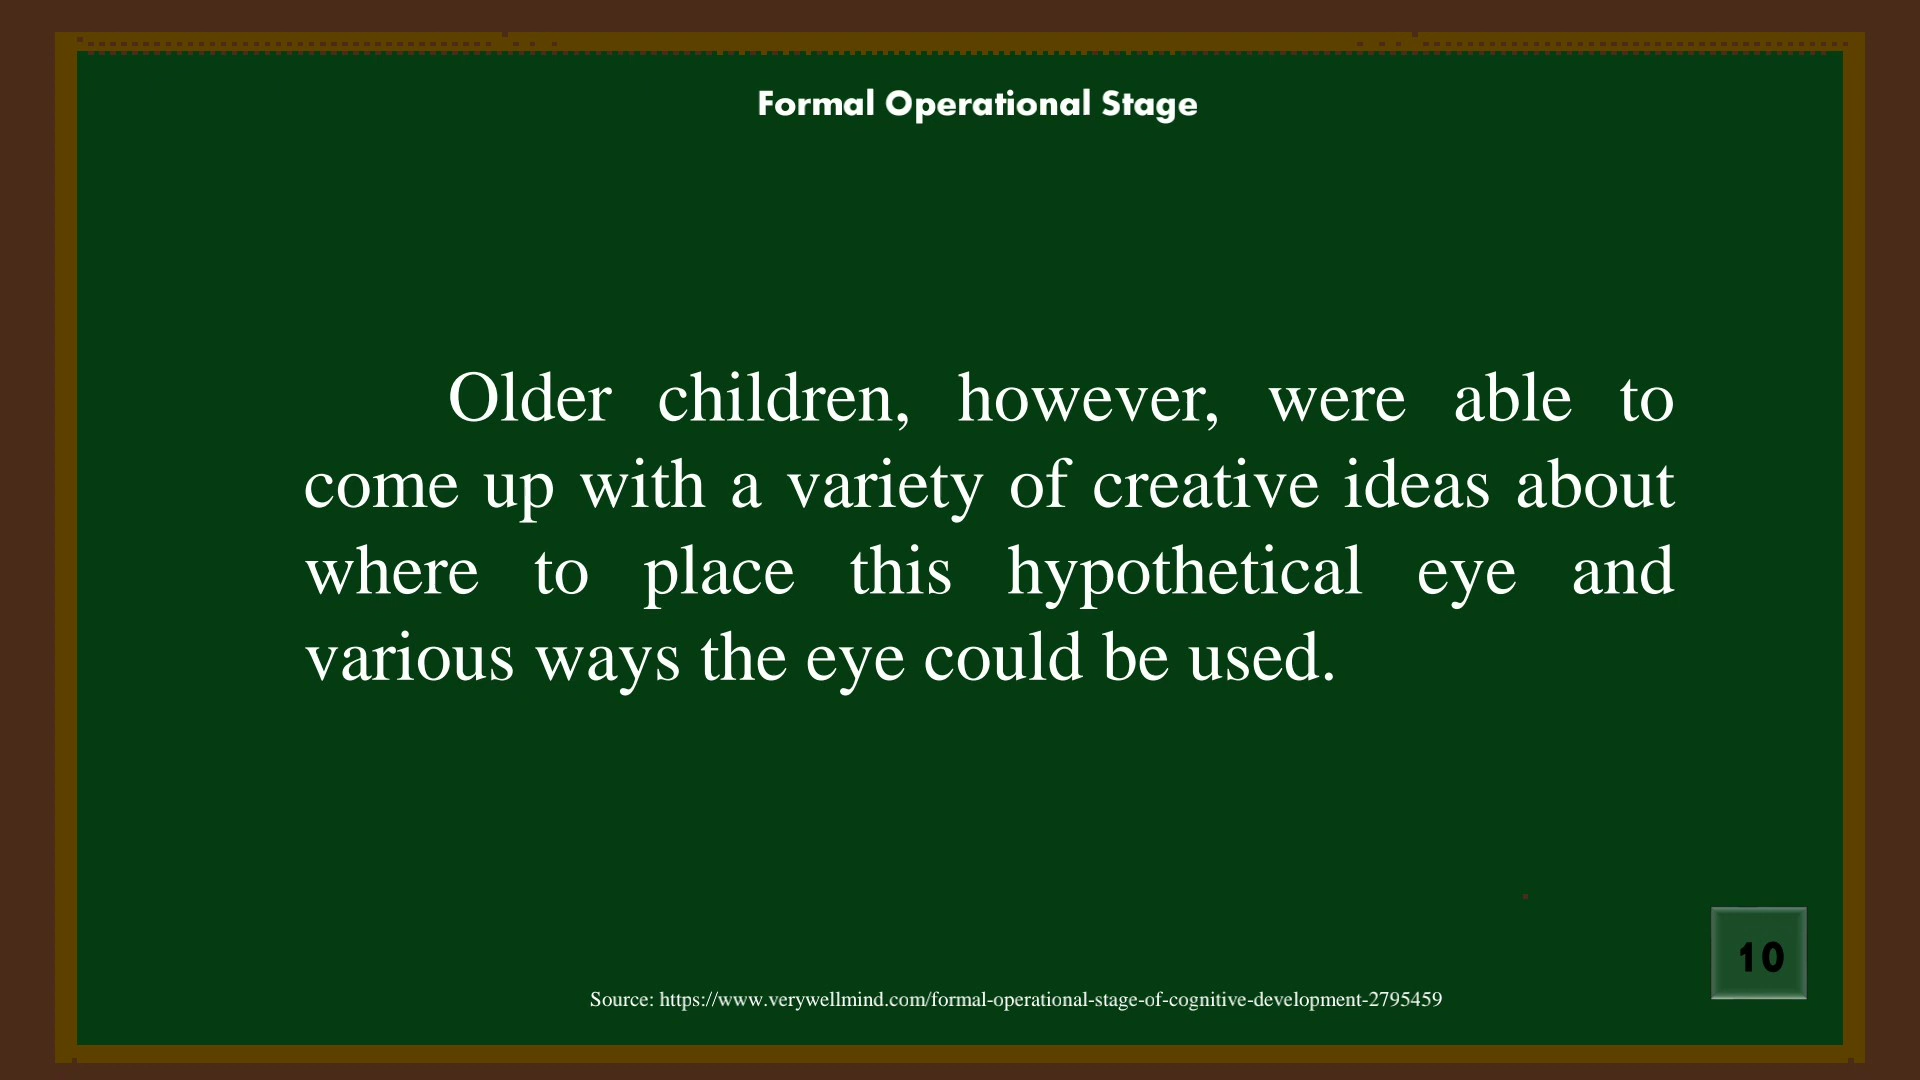 Formal Operational Stage
Older children, however, were able to
come up with a variety of creative ideas about
where to place this hypothetical eye and
various ways the eye could be used.
10
Source: https://www.verywellmind.com/formal-operational-stage-of-cognitive-development-2795459